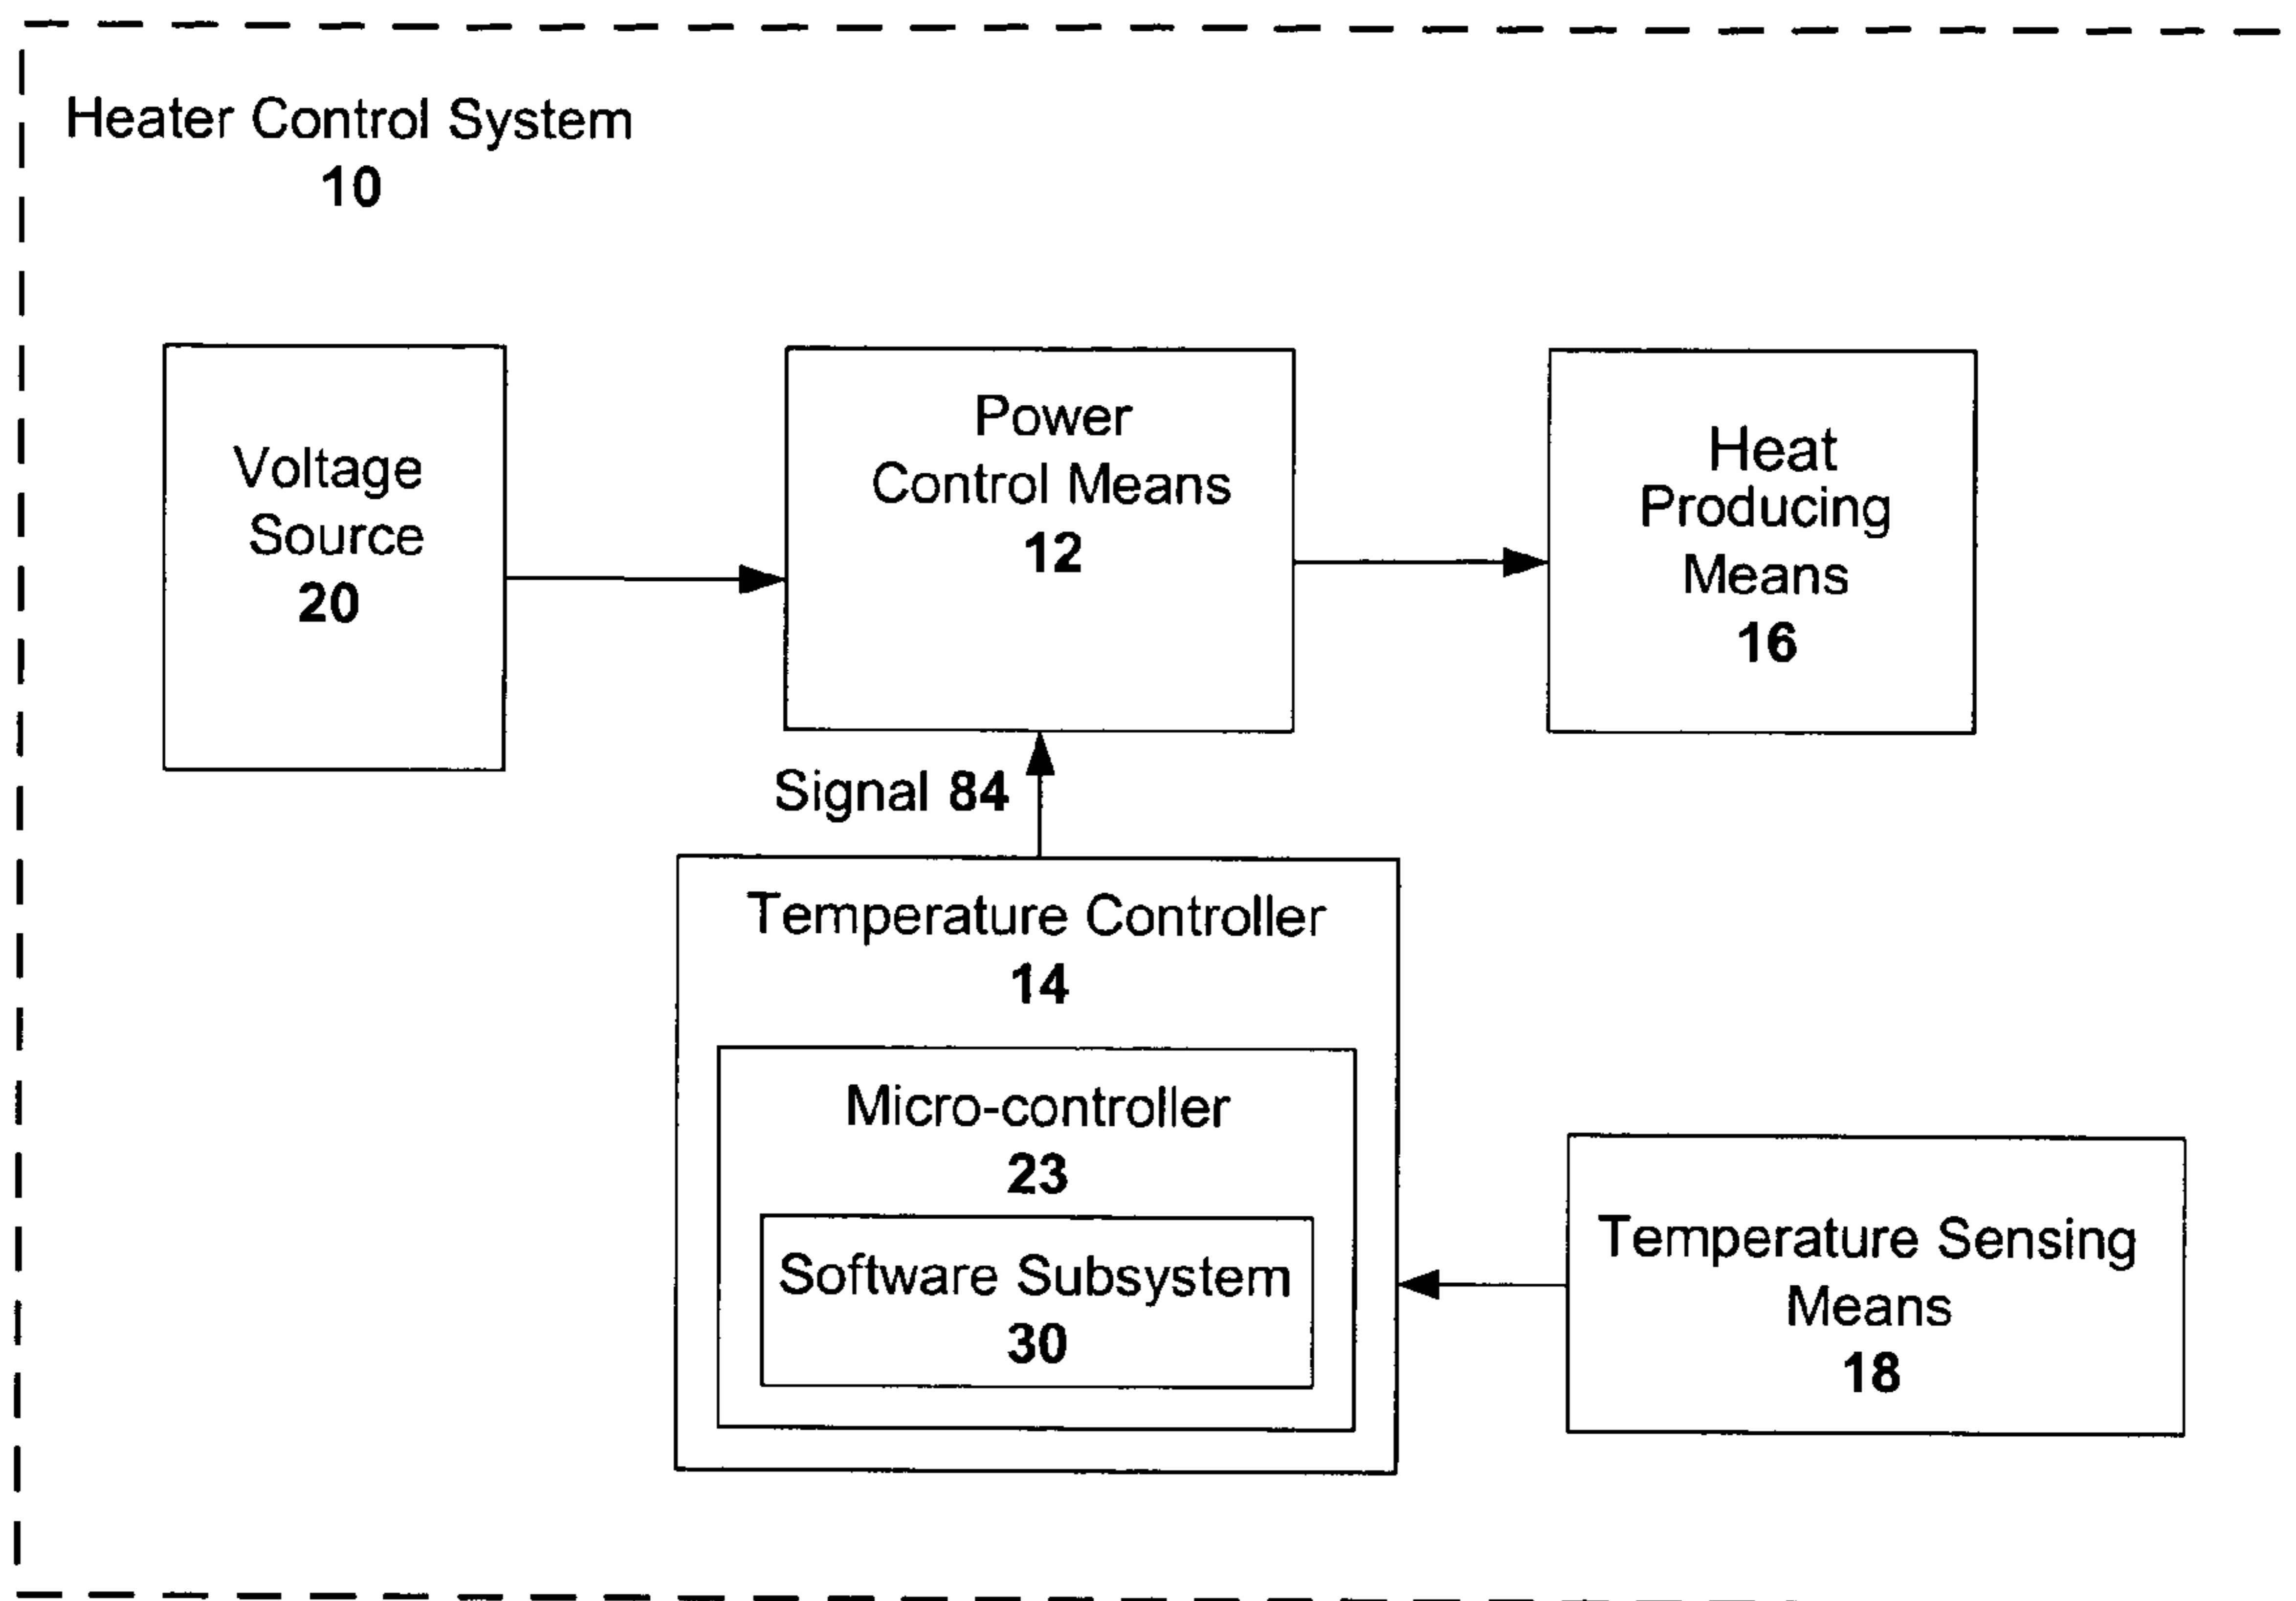 Heater Control System
10
Voltage
Source
20
Power
Control Means
12
Heat
Producing
Means
16
Signal 84
Temperature Controller
14
Micro-controller
23
Software Subsystem
30
Temperature Sensing
Means
18